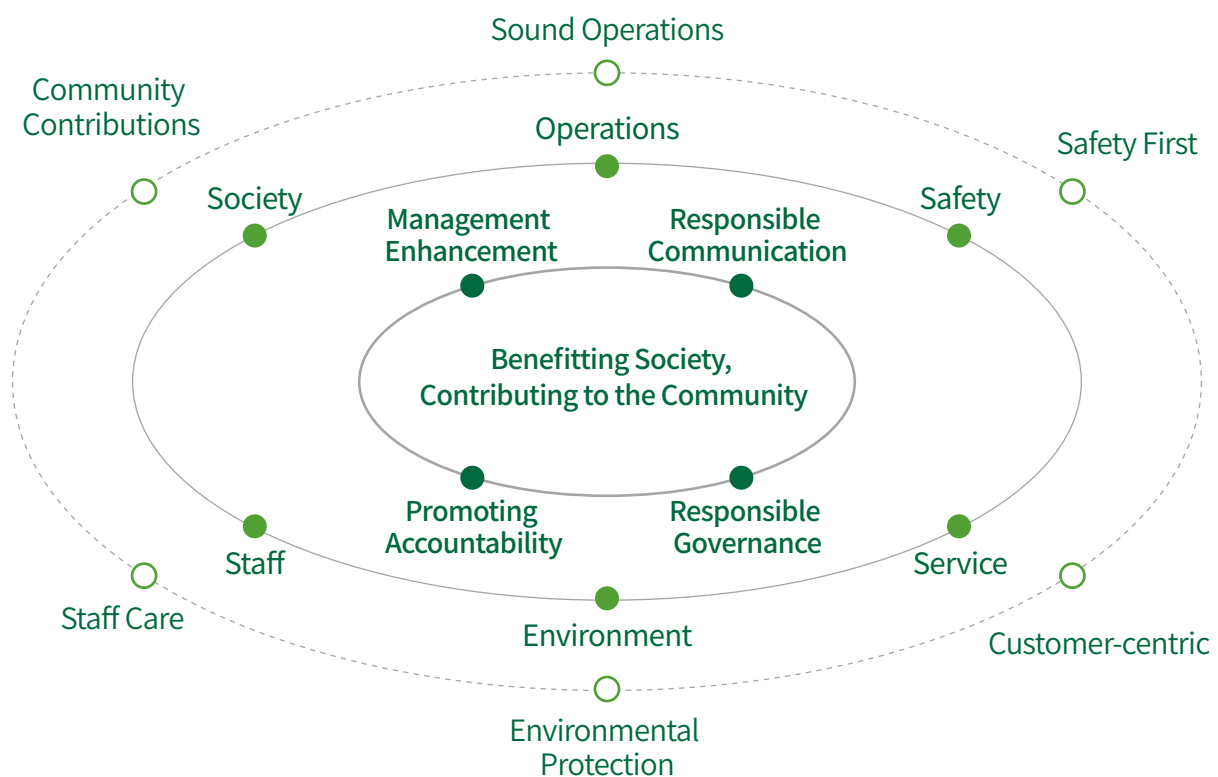 Sound Operations
Community
Contributions
Operations
Safety First
Society
Safety
Management
Enhancement
Responsible
Communication
Benefitting Society,
Contributing to the Community
Promoting
Accountability
Responsible
Governance
Staff
Service
Staff Care
Environment
Customer-centric
Environmental
Protection